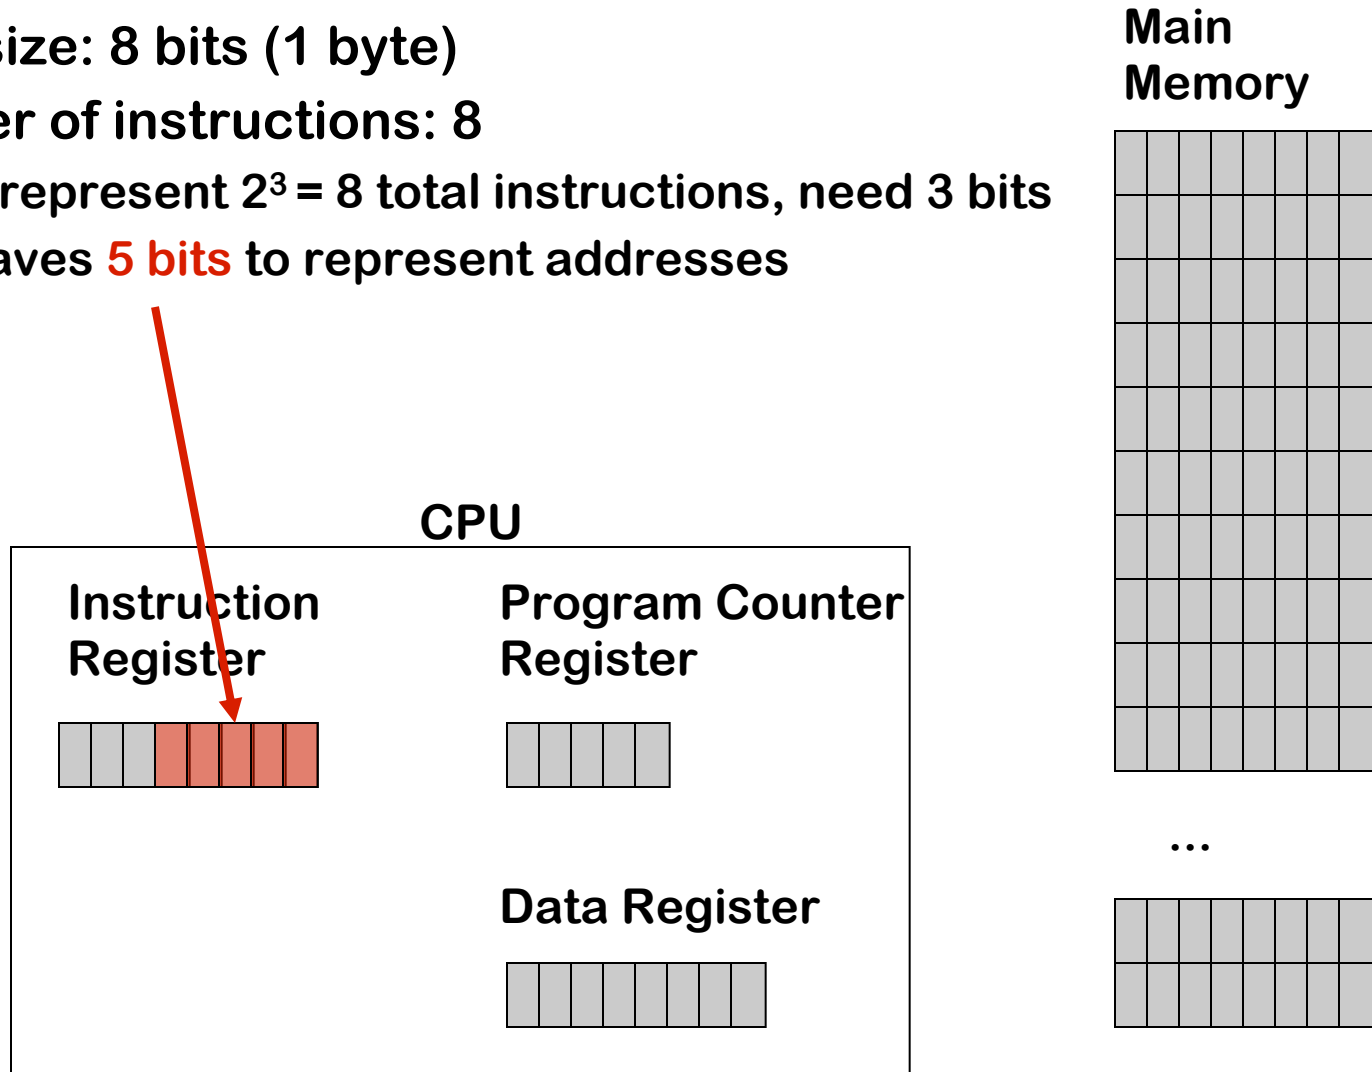 size: 8 bits (1 byte)
er of instructions: 8
represent 2³ = 8 total instructions, need 3 bits
aves 5 bits to represent addresses
Main
Memory
CPU
Instruction
Register
Program Counter
Register
...
Data Register